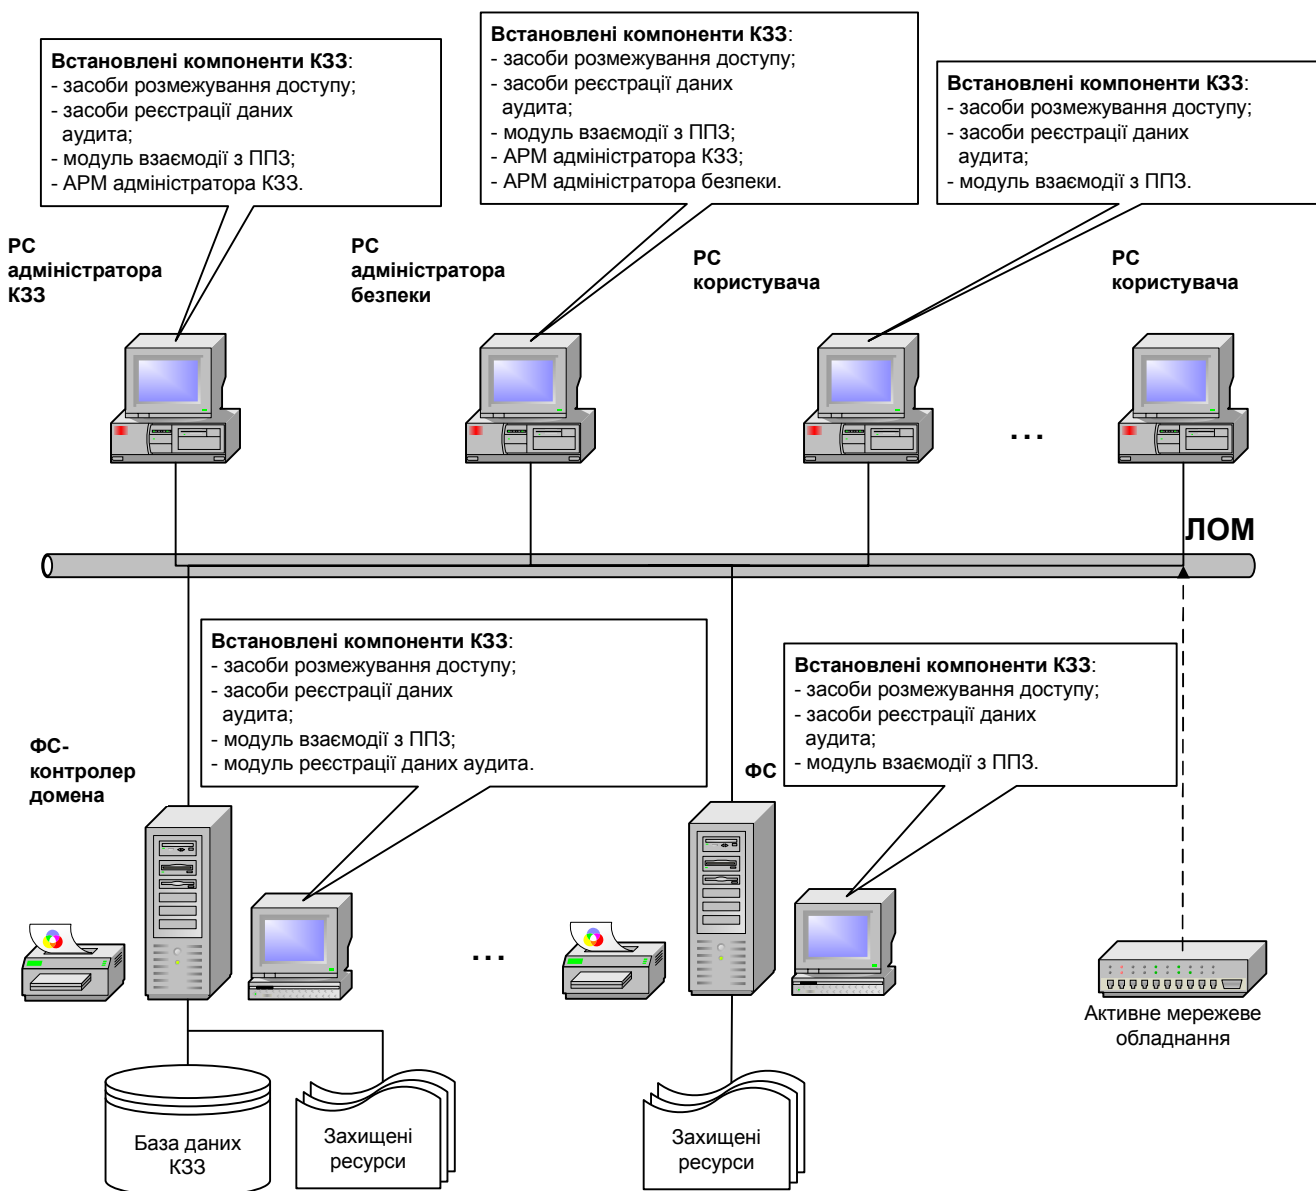 Встановлені компоненти КЗЗ:
- засоби розмежування доступу;
- засоби реєстрації даних
аудита;
- модуль взаємодії з ППЗ;
- АРМ адміністратора КЗЗ.
Встановлені компоненти КЗЗ:
- засоби розмежування доступу;
- засоби реєстрації даних
аудита;
- модуль взаємодії з ППЗ;
- АРМ адміністратора КЗЗ;
- АРМ адміністратора безпеки.
Встановлені компоненти КЗЗ:
- засоби розмежування доступу;
- засоби реєстрації даних
аудита;
- модуль взаємодії з ППЗ.
РС
адміністратора
КЗЗ
РС
адміністратора
безпеки
РС
користувача
РС
користувача
...
ЛОМ
Встановлені компоненти КЗЗ:
- засоби розмежування доступу;
- засоби реєстрації даних
аудита;
- модуль взаємодії з ППЗ;
- модуль реєстрації даних аудита.
Встановлені компоненти КЗЗ:
- засоби розмежування доступу;
- засоби реєстрації даних
аудита;
- модуль взаємодії з ППЗ.
ФС-
контролер
домена
ФС
...
Активне мережеве
обладнання
База даних
КЗЗ
Захищені
ресурси
Захищені
ресурси